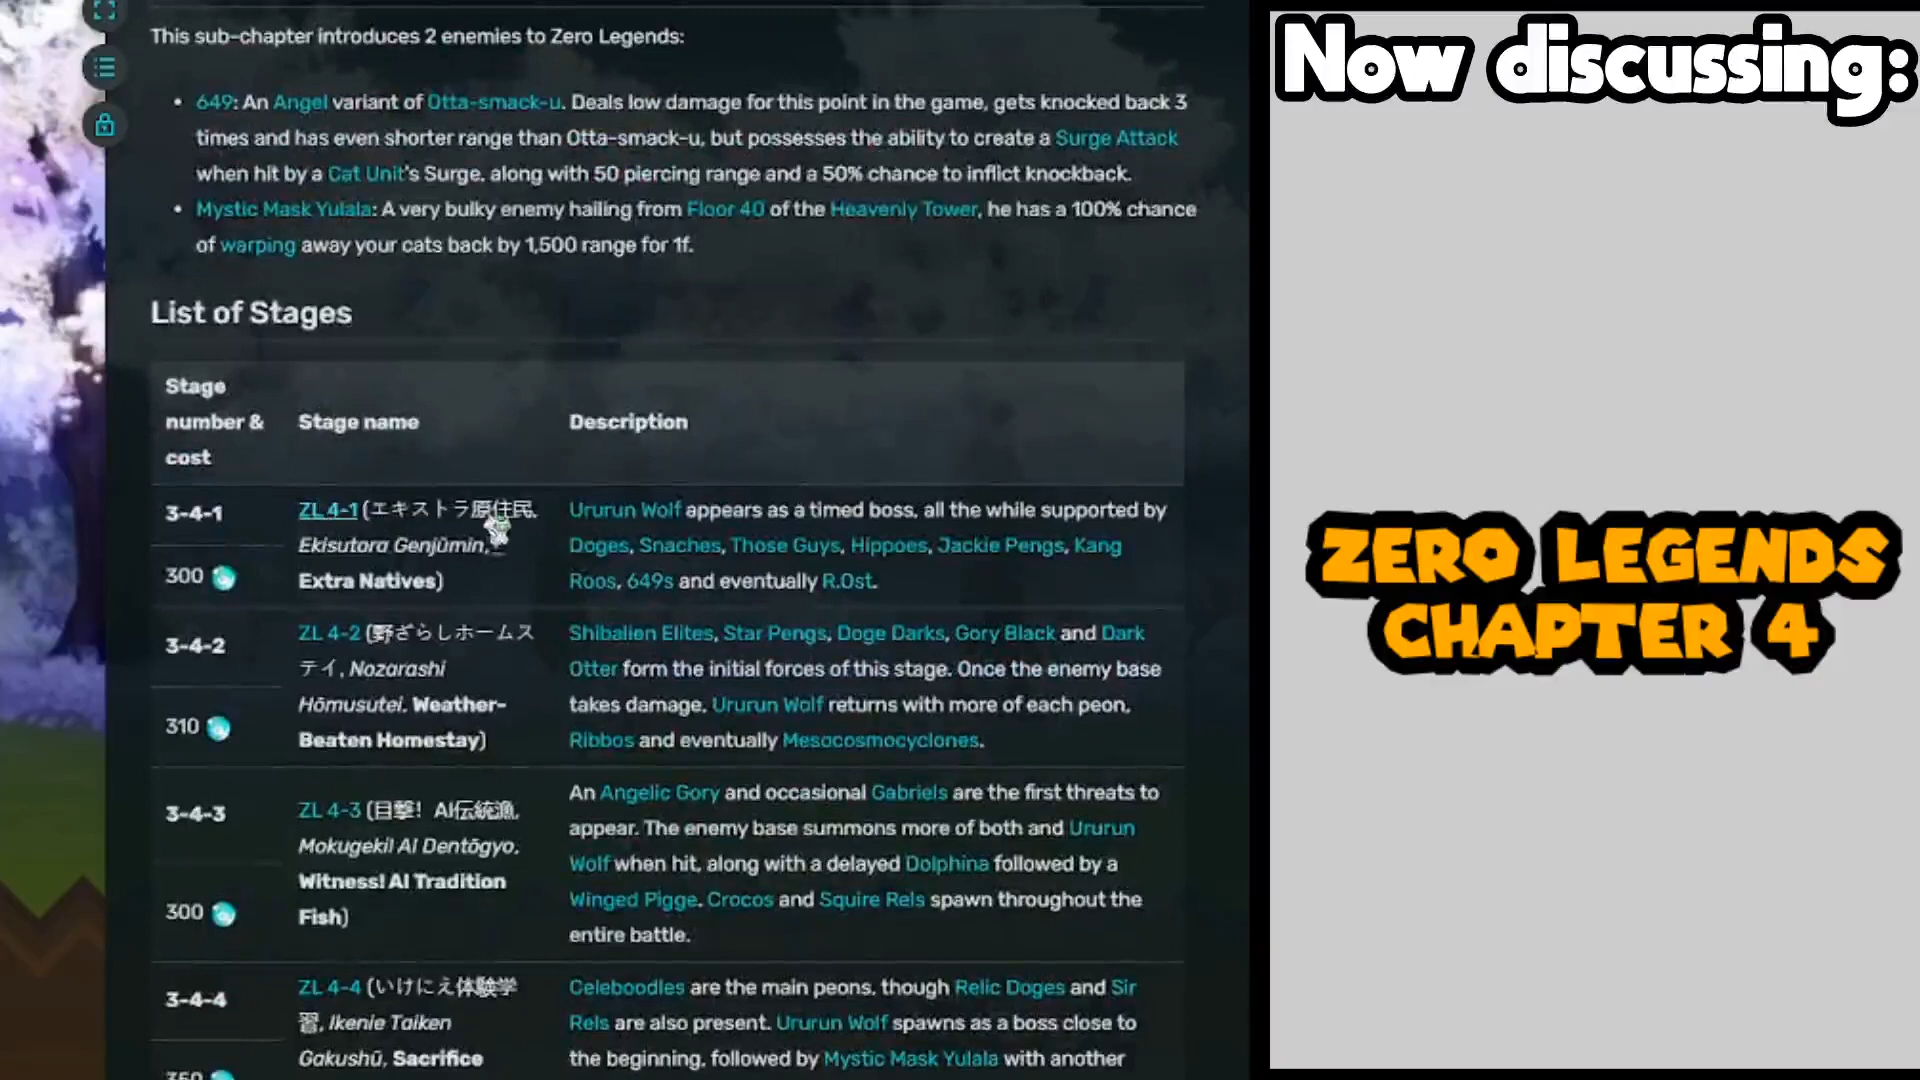 This sub-chapter introduces 2 enemies to Zero Legends:
• 649: An Angel variant of Otta-smack-u. Deals low damage for this point in the game, gets knocked back 3
times and has even shorter range than Otta-smack-u, but possesses the ability to create a Surge Attack
when hit by a Cat Unit's Surge, along with 50 piercing range and a 50% chance to inflict knockback.
• Mystic Mask Yulala: A very bulky enemy hailing from Floor 40 of the Heavenly Tower, he has a 100% chance
of warping away your cats back by 1,500 range for 1f.
List of Stages
Stage
number &
cost
Stage name
Description
3-4-1
300
ZL 4-1 (エキストラ原住民,
Ekisutora Genjūmin,
Extra Natives)
Ururun Wolf appears as a timed boss, all the while supported by
Doges, Snaches, Those Guys, Hippoes, Jackie Pengs, Kang
Roos, 649s and eventually R.Ost.
3-4-2
310
ZL 4-2 (野ざらしホームス
テイ, Nozarashi
Hōmusutei, Weather-
Beaten Homestay)
Shibalien Elites, Star Pengs, Doge Darks, Gory Black and Dark
Otter form the initial forces of this stage. Once the enemy base
takes damage, Ururun Wolf returns with more of each peon,
Ribbos and eventually Mesocosmocyclones.
3-4-3
300
ZL 4-3 (目撃！ AI伝統漁,
Mokugeki! AI Dentōgyo,
Witness! AI Tradition
Fish)
An Angelic Gory and occasional Gabriels are the first threats to
appear. The enemy base summons more of both and Ururun
Wolf when hit, along with a delayed Dolphina followed by a
Winged Pigge. Crocos and Squire Rels spawn throughout the
entire battle.
3-4-4
350
ZL 4-4 (いけにえ体験学
習, Ikenie Taiken
Gakushū, Sacrifice
Celeboodles are the main peons, though Relic Doges and Sir
Rels are also present. Ururun Wolf spawns as a boss close to
the beginning, followed by Mystic Mask Yulala with another
Now discussing:
ZERO LEGENDS
CHAPTER 4